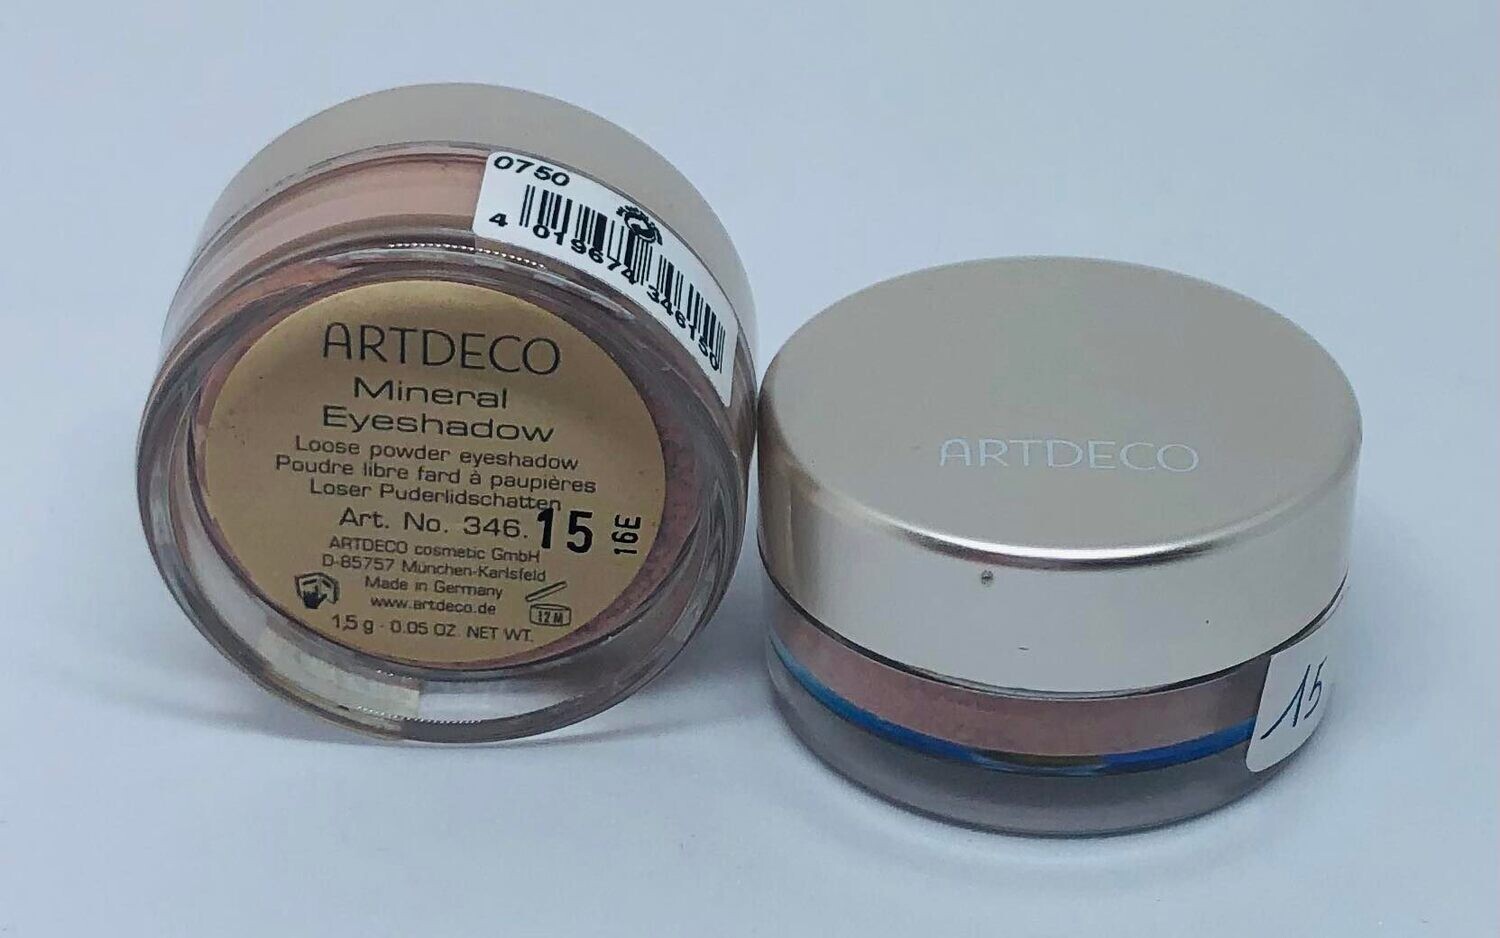 0750
4 019674 346150
ARTDECO
Mineral
Eyeshadow
Loose powder eyeshadow
Poudre libre fard à paupières
Loser Puderlidschatten
Art. No. 346.15
16E
ARTDECO cosmetic GmbH
D-85757 München-Karlsfeld
Made in Germany
www.artdeco.de
12M
1,5 g · 0.05 OZ. NET WT.
ARTDECO
15